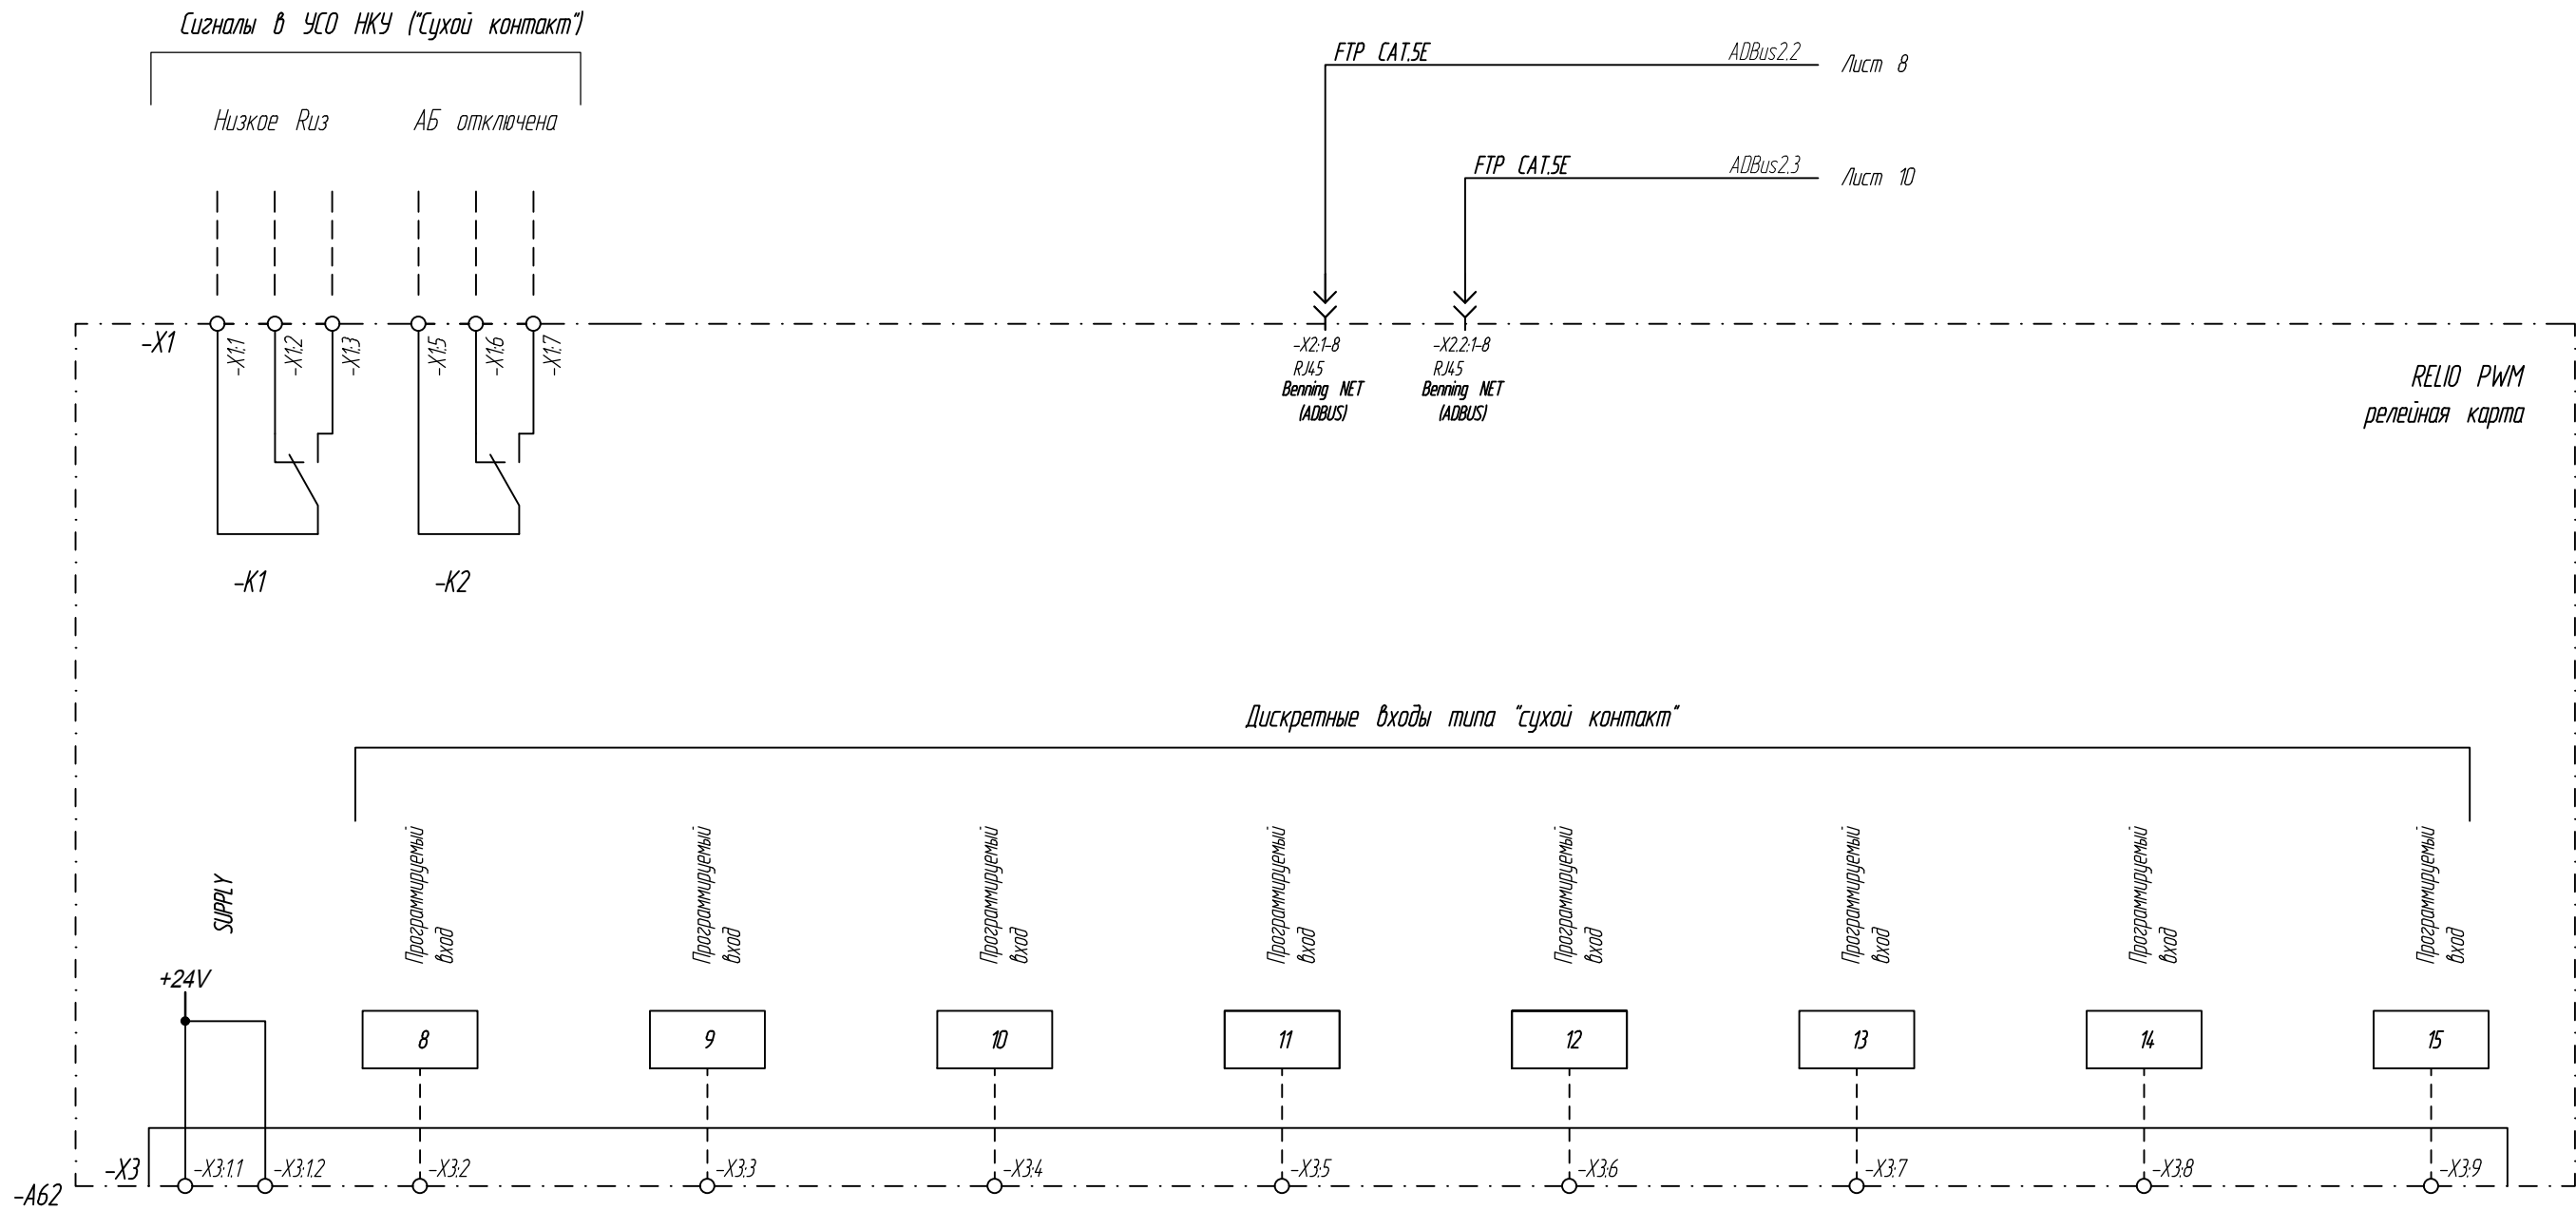 Сигналы в УСО НКУ ("Сухой контакт")
Низкое Rиз
АБ отключена
FTP CAT.5E
ADBus2.2
Лист 8
FTP CAT.5E
ADBus2.3
Лист 10
-X1
-X1:1
-X1:2
-X1:3
-X1:5
-X1:6
-X1:7
-X2:1-8
RJ45
Benning NET
(ADBUS)
-X2.2:1-8
RJ45
Benning NET
(ADBUS)
RELIO PWM
релейная карта
-K1
-K2
Дискретные входы типа "сухой контакт"
SUPPLY
+24V
Программируемый
вход
Программируемый
вход
Программируемый
вход
Программируемый
вход
Программируемый
вход
Программируемый
вход
Программируемый
вход
Программируемый
вход
8
9
10
11
12
13
14
15
-X3
-X3:1.1
-X3:1.2
-X3:2
-X3:3
-X3:4
-X3:5
-X3:6
-X3:7
-X3:8
-X3:9
-A62